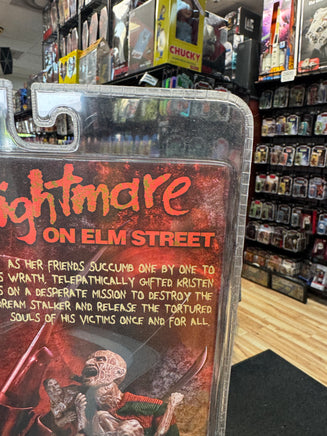 CHUCKY
ightmare
ON ELM STREET
AS HER FRIENDS SUCCUMB ONE BY ONE TO
S WRATH, TELEPATHICALLY GIFTED KRISTEN
S ON A DESPERATE MISSION TO DESTROY THE
REAM STALKER AND RELEASE THE TORTURED
SOULS OF HIS VICTIMS ONCE AND FOR ALL.